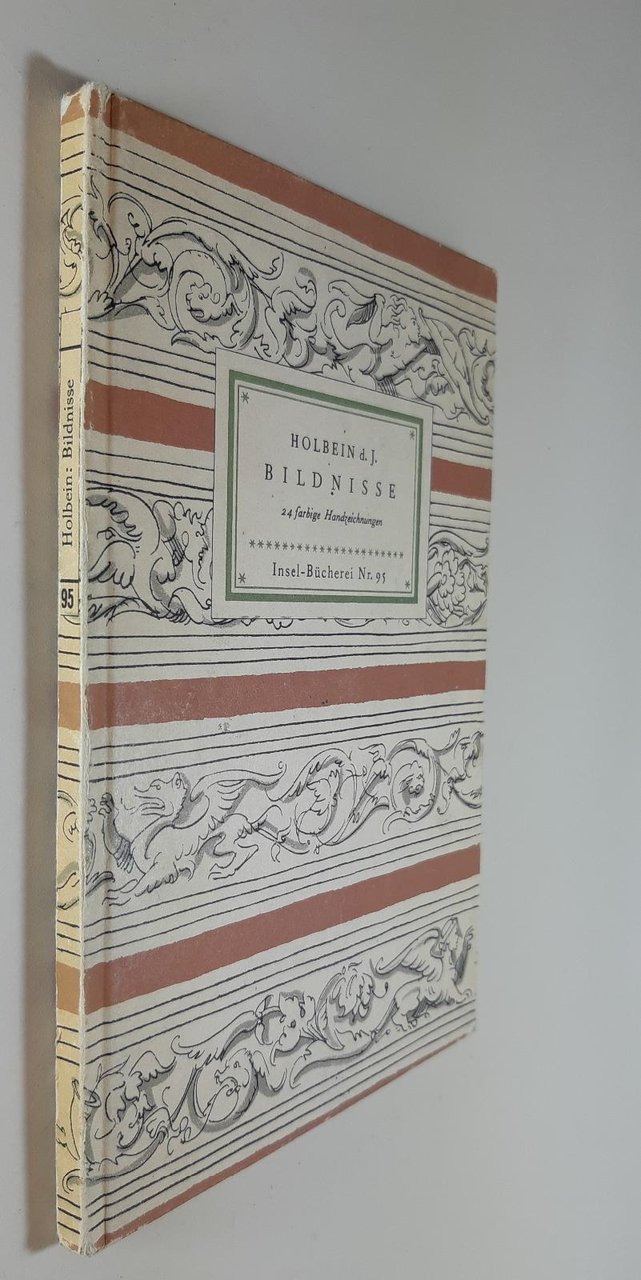 HOLBEIN d. J.
BILDNISSE
24 farbige Handzeichnungen
Insel-Bücherei Nr. 95
Holbein: Bildnisse
95